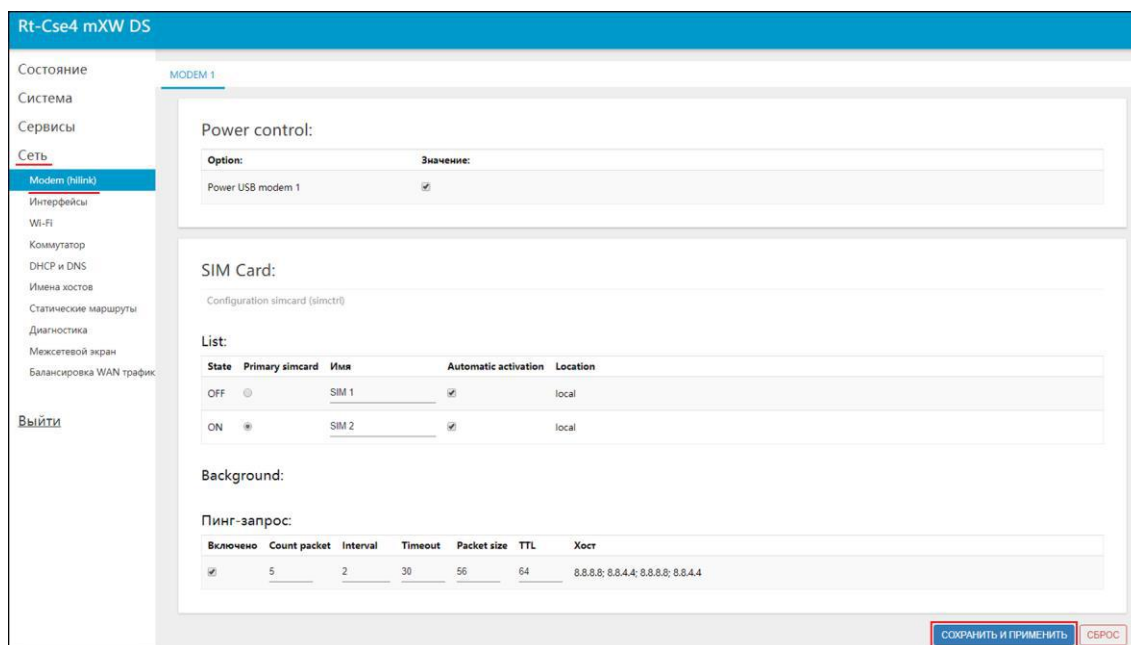 Rt-Cse4 mXW DS
Состояние
Система
Сервисы
Сеть
Modem (hilink)
Интерфейсы
Wi-Fi
Коммутатор
DHCP и DNS
Имена хостов
Статические маршруты
Диагностика
Межсетевой экран
Балансировка WAN трафик
Выйти
MODEM 1
Power control:
Option: Значение:
Power USB modem 1
SIM Card:
Configuration simcard (simctrl)
List:
State Primary simcard Имя Automatic activation Location
OFF SIM 1 local
ON SIM 2 local
Background:
Пинг-запрос:
Включено Count packet Interval Timeout Packet size TTL Хост
5 2 30 56 64 8.8.8.8; 8.8.4.4; 8.8.8.8; 8.8.4.4
СОХРАНИТЬ И ПРИМЕНИТЬ СБРОС